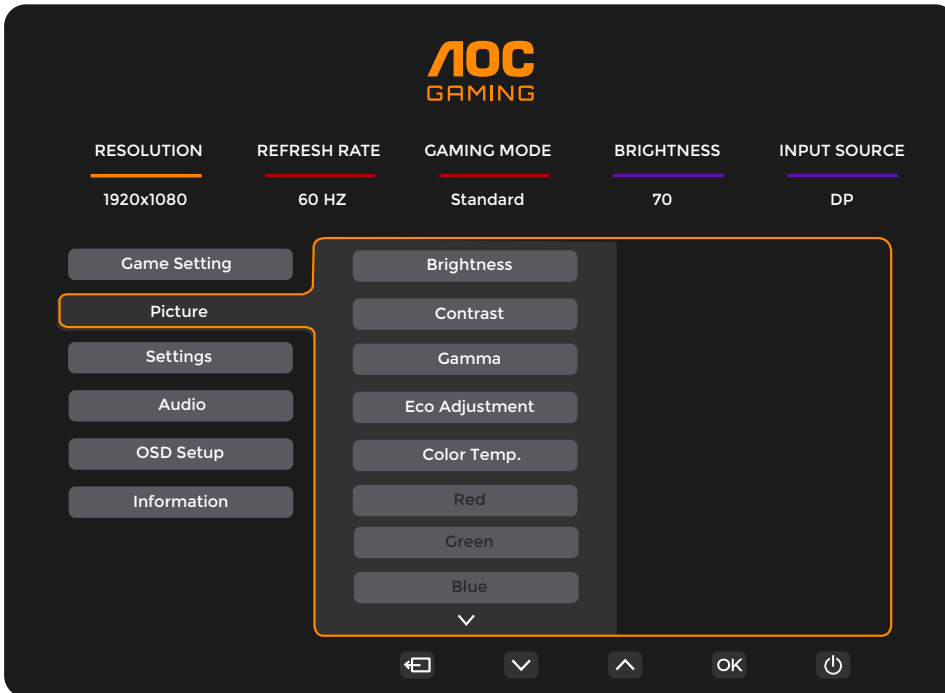 AOC
GAMING
RESOLUTION REFRESH RATE GAMING MODE BRIGHTNESS INPUT SOURCE
1920x1080 60 HZ Standard 70 DP
Game Setting
Picture
Settings
Audio
OSD Setup
Information
Brightness
Contrast
Gamma
Eco Adjustment
Color Temp.
Red
Green
Blue
OK